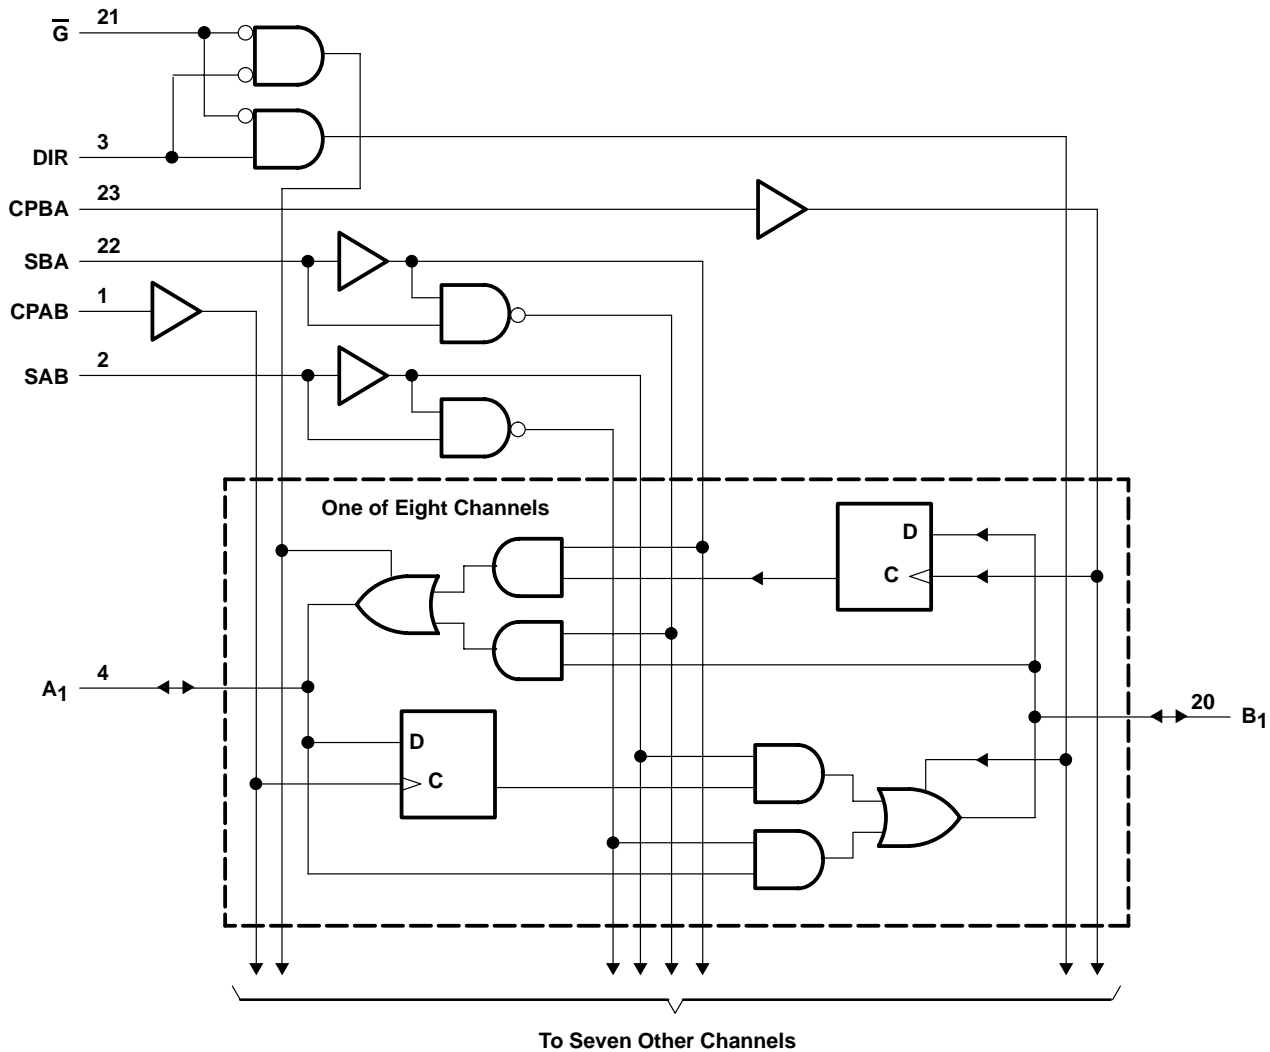 G̅ 21
DIR 3
CPBA 23
SBA 22
CPAB 1
SAB 2
One of Eight Channels
D
C
A1 4
20 B1
D
C
To Seven Other Channels